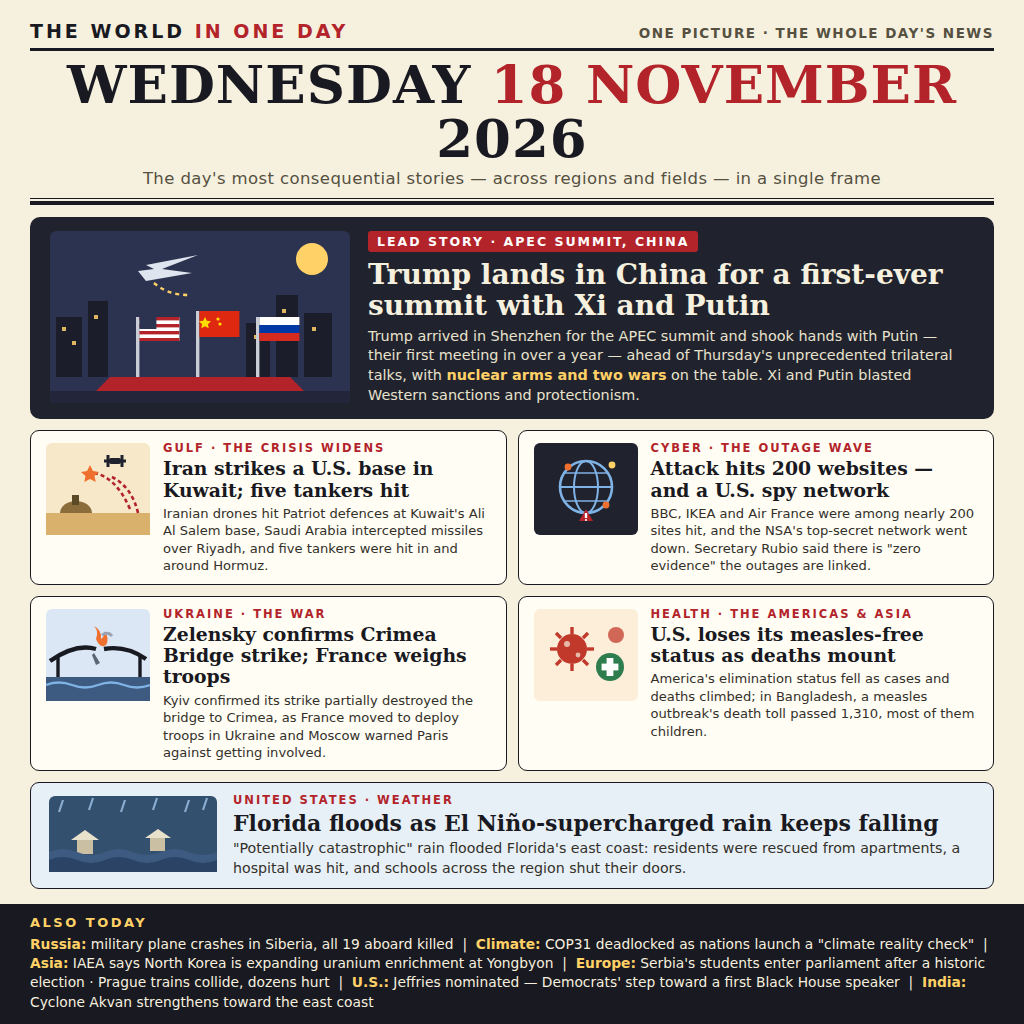 THE WORLD IN ONE DAY
ONE PICTURE · THE WHOLE DAY'S NEWS
WEDNESDAY 18 NOVEMBER
2026
The day's most consequential stories — across regions and fields — in a single frame
LEAD STORY · APEC SUMMIT, CHINA
Trump lands in China for a first-ever
summit with Xi and Putin
Trump arrived in Shenzhen for the APEC summit and shook hands with Putin —
their first meeting in over a year — ahead of Thursday's unprecedented trilateral
talks, with nuclear arms and two wars on the table. Xi and Putin blasted
Western sanctions and protectionism.
GULF · THE CRISIS WIDENS
Iran strikes a U.S. base in
Kuwait; five tankers hit
Iranian drones hit Patriot defences at Kuwait's Ali
Al Salem base, Saudi Arabia intercepted missiles
over Riyadh, and five tankers were hit in and
around Hormuz.
CYBER · THE OUTAGE WAVE
Attack hits 200 websites —
and a U.S. spy network
BBC, IKEA and Air France were among nearly 200
sites hit, and the NSA's top-secret network went
down. Secretary Rubio said there is "zero
evidence" the outages are linked.
UKRAINE · THE WAR
Zelensky confirms Crimea
Bridge strike; France weighs
troops
Kyiv confirmed its strike partially destroyed the
bridge to Crimea, as France moved to deploy
troops in Ukraine and Moscow warned Paris
against getting involved.
HEALTH · THE AMERICAS & ASIA
U.S. loses its measles-free
status as deaths mount
America's elimination status fell as cases and
deaths climbed; in Bangladesh, a measles
outbreak's death toll passed 1,310, most of them
children.
UNITED STATES · WEATHER
Florida floods as El Niño-supercharged rain keeps falling
"Potentially catastrophic" rain flooded Florida's east coast: residents were rescued from apartments, a
hospital was hit, and schools across the region shut their doors.
ALSO TODAY
Russia: military plane crashes in Siberia, all 19 aboard killed | Climate: COP31 deadlocked as nations launch a "climate reality check" |
Asia: IAEA says North Korea is expanding uranium enrichment at Yongbyon | Europe: Serbia's students enter parliament after a historic
election · Prague trains collide, dozens hurt | U.S.: Jeffries nominated — Democrats' step toward a first Black House speaker | India:
Cyclone Akvan strengthens toward the east coast